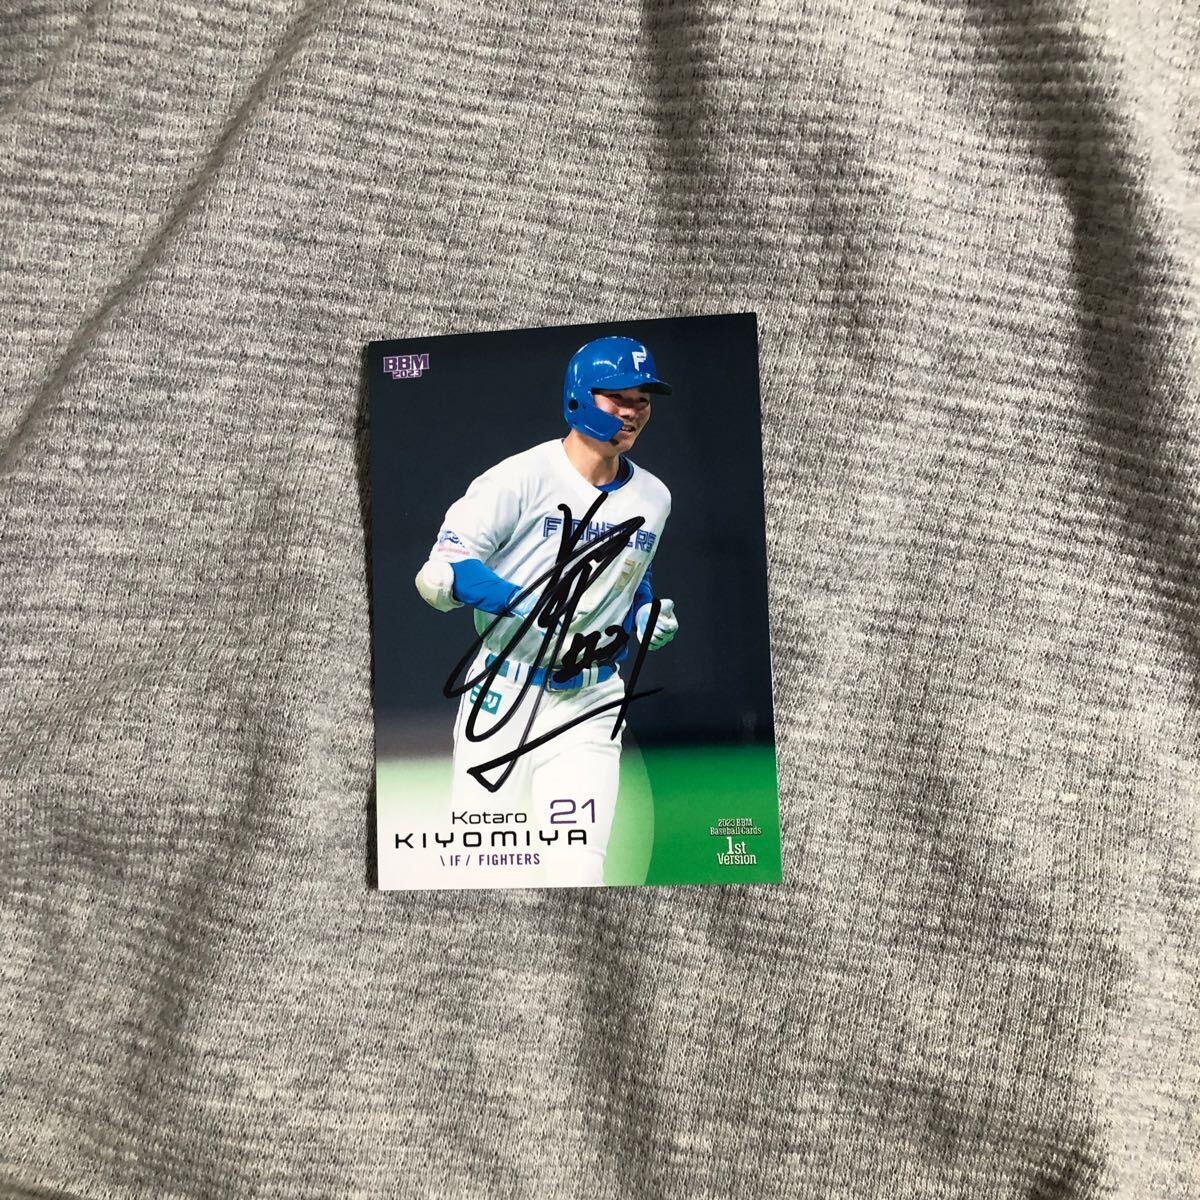 BBM
2023
F
FIGHTERS
Kotaro 21
KIYOMIYA
\ IF / FIGHTERS
2023 BBM
Baseball Cards
1st
Version